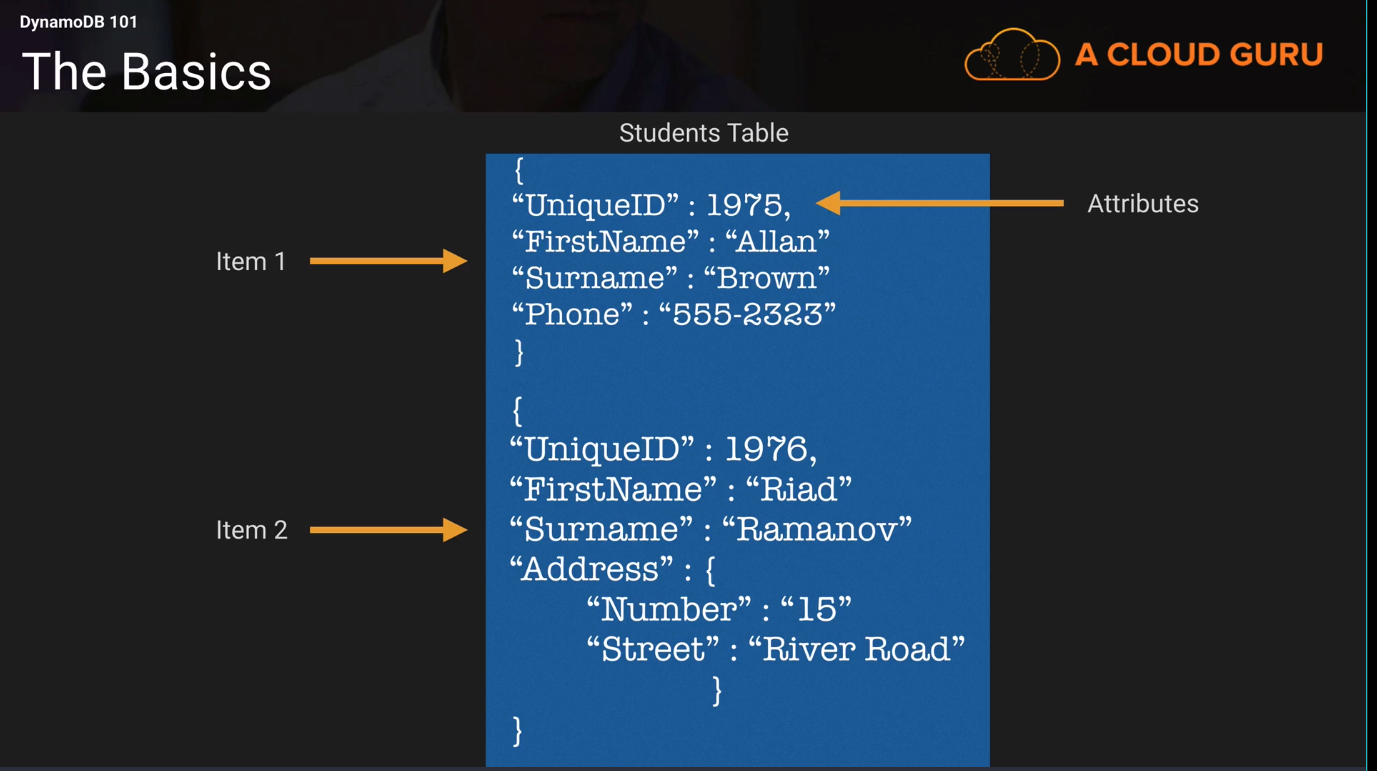 DynamoDB 101
The Basics
A CLOUD GURU
Students Table
{
“UniqueID” : 1975,
Attributes
“FirstName” : “Allan”
Item 1
“Surname” : “Brown”
“Phone” : “555-2323”
}
{
“UniqueID” : 1976,
“FirstName” : “Riad”
Item 2
“Surname” : “Ramanov”
“Address” : {
“Number” : “15”
“Street” : “River Road”
}
}